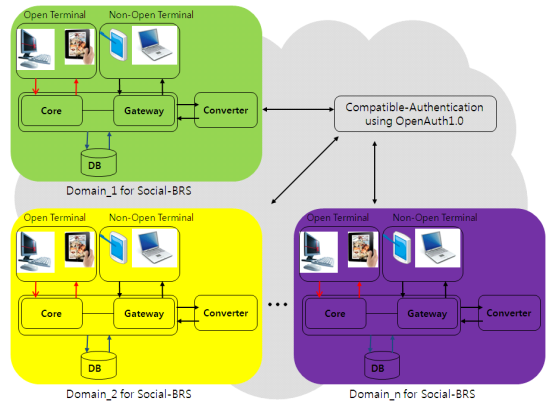 Open Terminal
Non-Open Terminal
Core
Gateway
Converter
DB
Domain_1 for Social-BRS
Compatible-Authentication
using OpenAuth1.0
Open Terminal
Non-Open Terminal
Core
Gateway
Converter
DB
Domain_2 for Social-BRS
...
Open Terminal
Non-Open Terminal
Core
Gateway
Converter
DB
Domain_n for Social-BRS